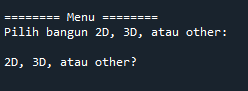 ======== Menu ========
Pilih bangun 2D, 3D, atau other:
2D, 3D, atau other?